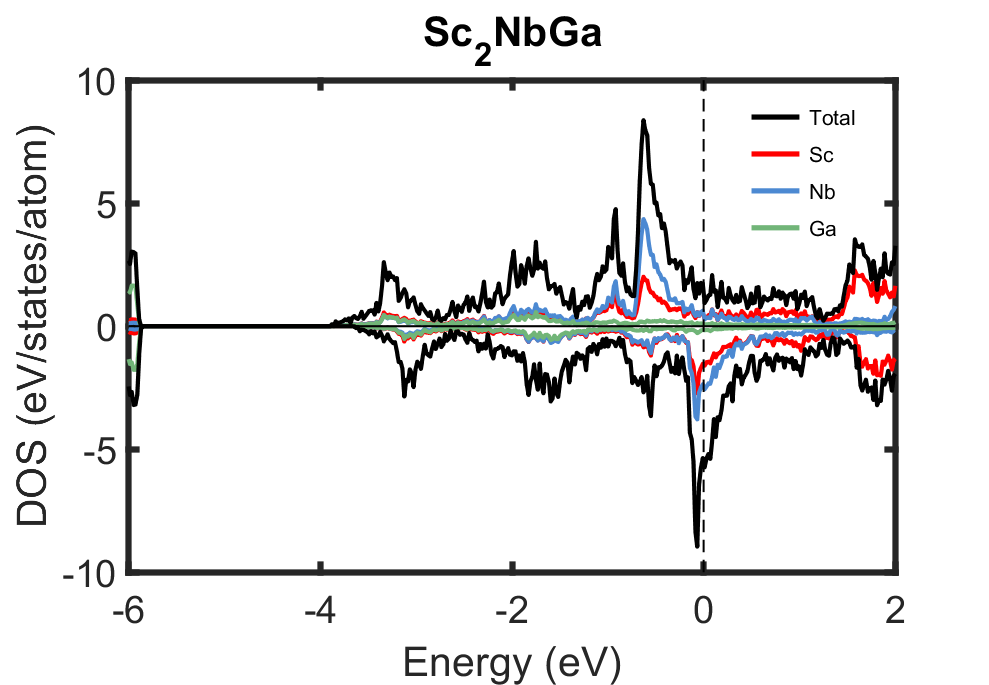 Sc2NbGa
10
5
0
-5
-10
DOS (eV/states/atom)
Total
Sc
Nb
Ga
-6 -4 -2 0 2
Energy (eV)